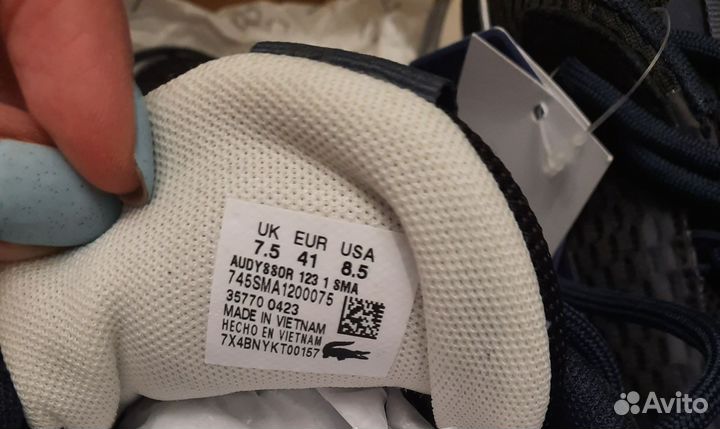 UK EUR USA
7.5 41 8.5
AUDYSSOR 123 1 SMA
745SMA1200075
35770 0423
MADE IN VIETNAM
HECHO EN VIETNAM
7X4BNYKT00157
Avito